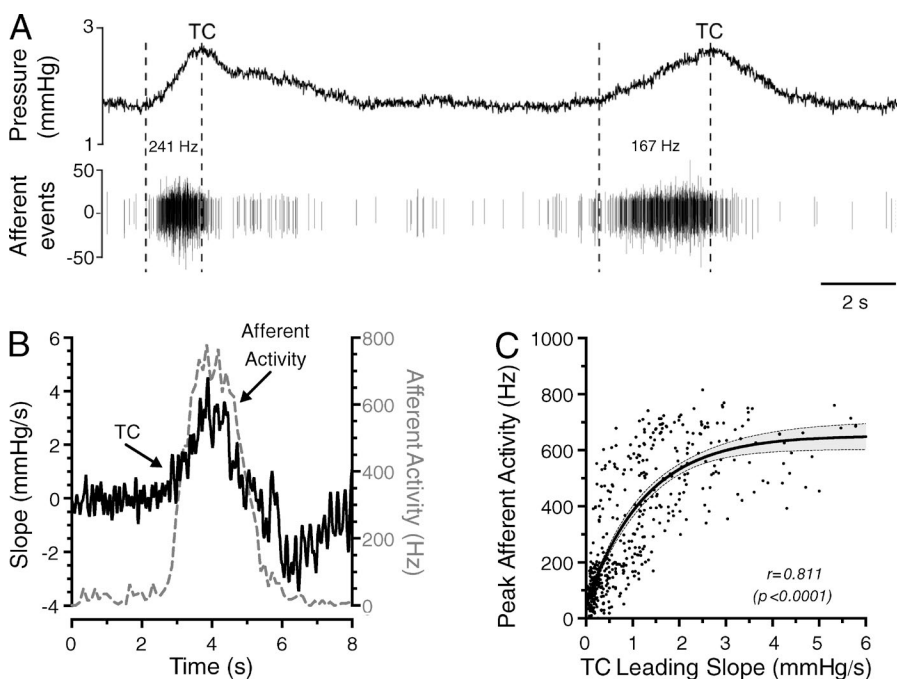 A
TC
TC
3
Pressure
(mmHg)
1
241 Hz
167 Hz
50
0
-50
Afferent
events
2 s
B
6
4
2
0
-2
-4
Slope (mmHg/s)
TC
Afferent
Activity
800
600
400
200
0
Afferent Activity (Hz)
0
2
4
6
8
Time (s)
C
1000
800
600
400
200
0
Peak Afferent Activity (Hz)
r=0.811
(p<0.0001)
0
1
2
3
4
5
6
TC Leading Slope (mmHg/s)